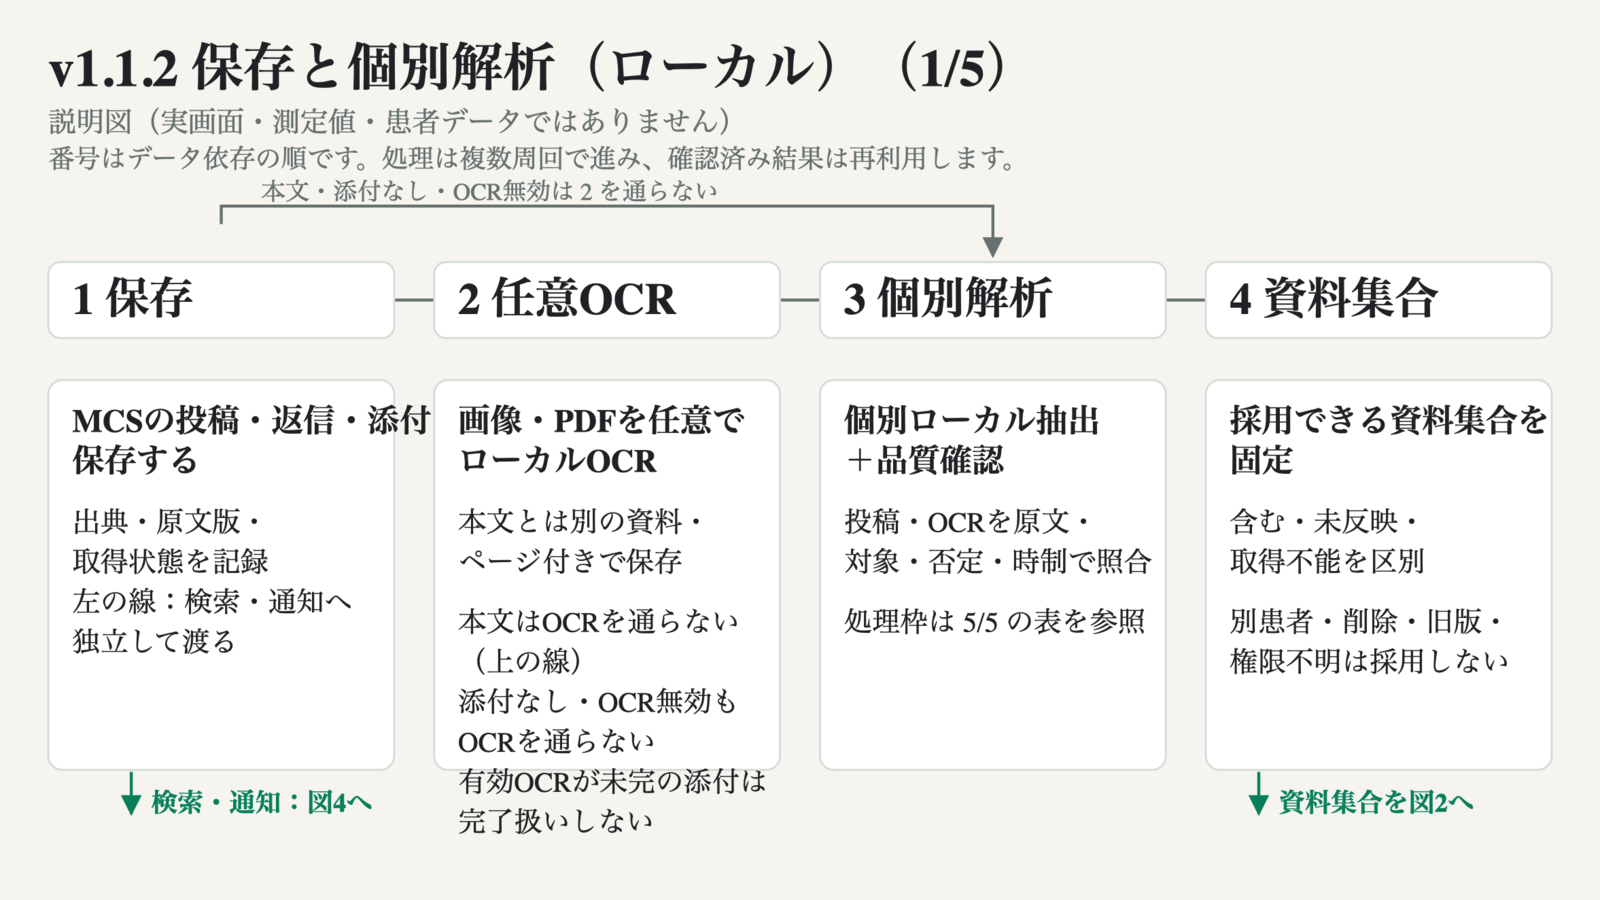 v1.1.2 保存と個別解析（ローカル）（1/5）
説明図（実画面・測定値・患者データではありません）
番号はデータ依存の順です。処理は複数周回で進み、確認済み結果は再利用します。
本文・添付なし・OCR無効は 2 を通らない
1 保存
2 任意OCR
3 個別解析
4 資料集合
MCSの投稿・返信・添付
保存する
出典・原文版・
取得状態を記録
左の線：検索・通知へ
独立して渡る
検索・通知：図4へ
画像・PDFを任意で
ローカルOCR
本文とは別の資料・
ページ付きで保存
本文はOCRを通らない
（上の線）
添付なし・OCR無効も
OCRを通らない
有効OCRが未完の添付は
完了扱いしない
個別ローカル抽出
＋品質確認
投稿・OCRを原文・
対象・否定・時制で照合
処理枠は 5/5 の表を参照
採用できる資料集合を
固定
含む・未反映・
取得不能を区別
別患者・削除・旧版・
権限不明は採用しない
資料集合を図2へ